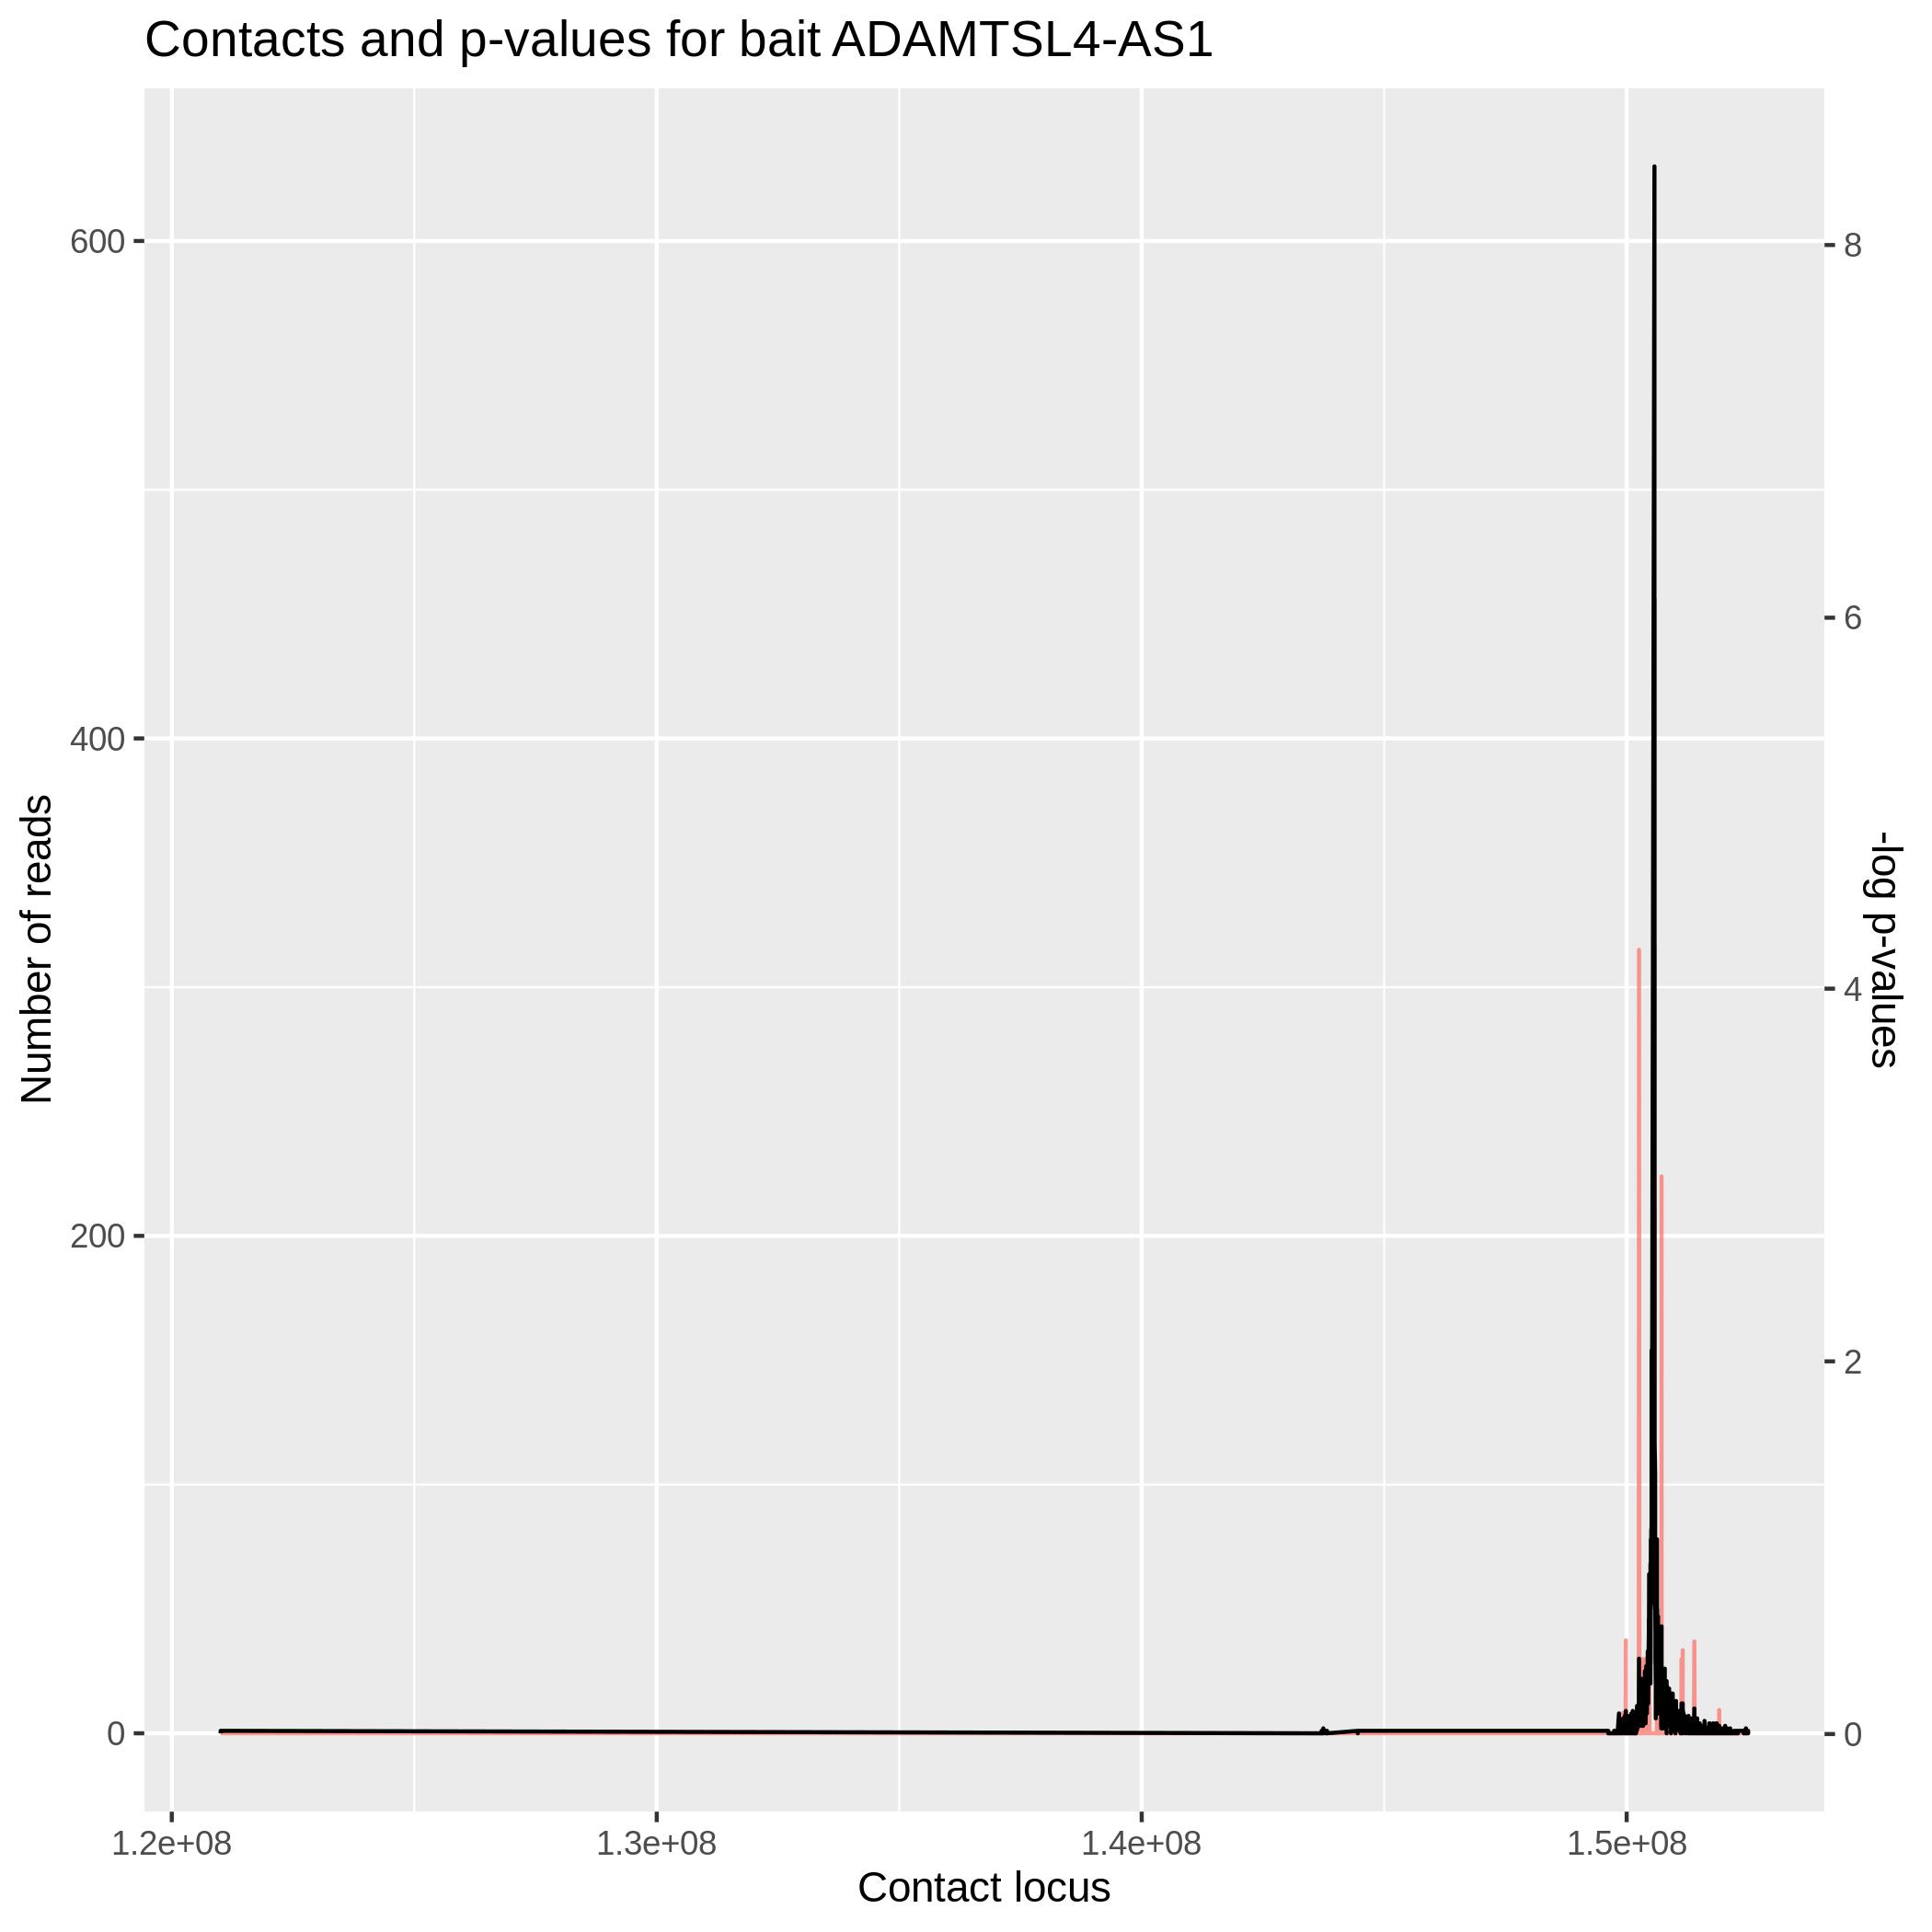 Contacts and p-values for bait ADAMTSL4-AS1
600
400
200
0
8
6
4
2
0
Number of reads
-log p-values
1.2e+08 1.3e+08 1.4e+08 1.5e+08
Contact locus